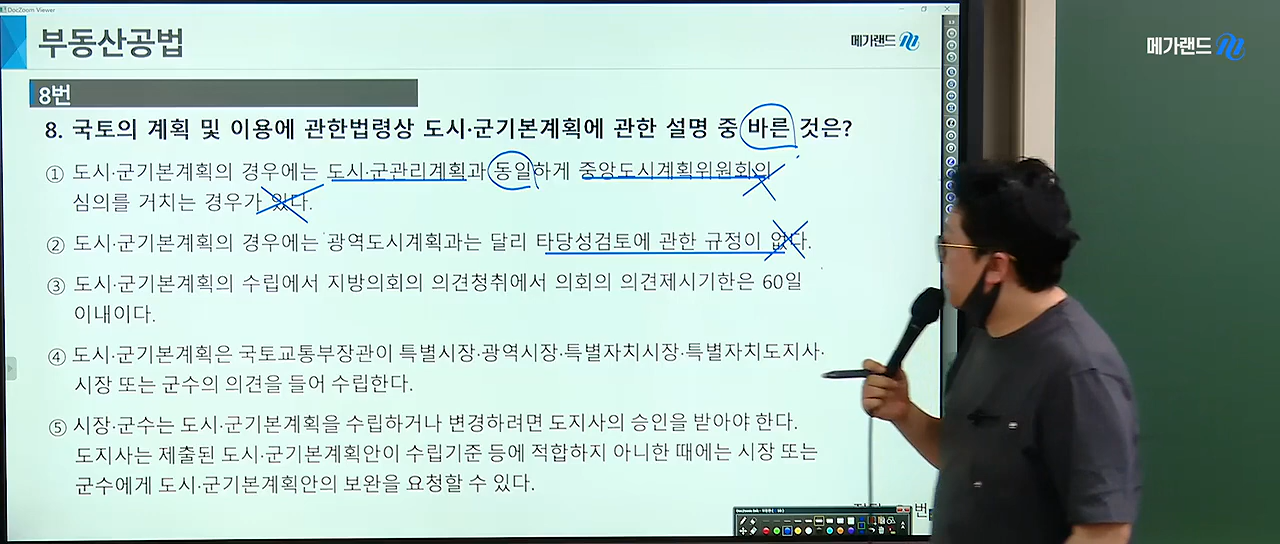 DocZoom Viewer
부동산공법
메가랜드
메가랜드
8번
8. 국토의 계획 및 이용에 관한법령상 도시·군기본계획에 관한 설명 중 바른 것은?
① 도시·군기본계획의 경우에는 도시·군관리계획과 동일하게 중앙도시계획위원회의
심의를 거치는 경우가 있다.
② 도시·군기본계획의 경우에는 광역도시계획과는 달리 타당성검토에 관한 규정이 없다.
③ 도시·군기본계획의 수립에서 지방의회의 의견청취에서 의회의 의견제시기한은 60일
이내이다.
④ 도시·군기본계획은 국토교통부장관이 특별시장·광역시장·특별자치시장·특별자치도지사·
시장 또는 군수의 의견을 들어 수립한다.
⑤ 시장·군수는 도시·군기본계획을 수립하거나 변경하려면 도지사의 승인을 받아야 한다.
도지사는 제출된 도시·군기본계획안이 수립기준 등에 적합하지 아니한 때에는 시장 또는
군수에게 도시·군기본계획안의 보완을 요청할 수 있다.
번